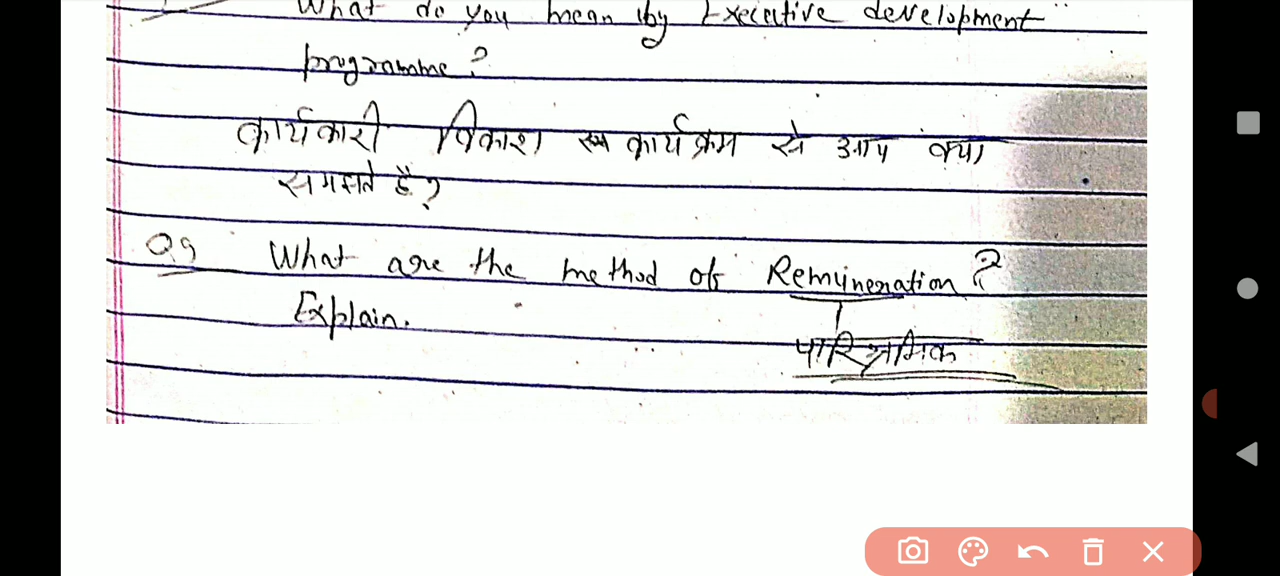 What do you mean by Executive development
programme?
कार्यकारी विकाश कार्यक्रम से आप क्या
समझते है?
Q9 What are the method of Remuneration?
Explain.
पारिश्रमिक